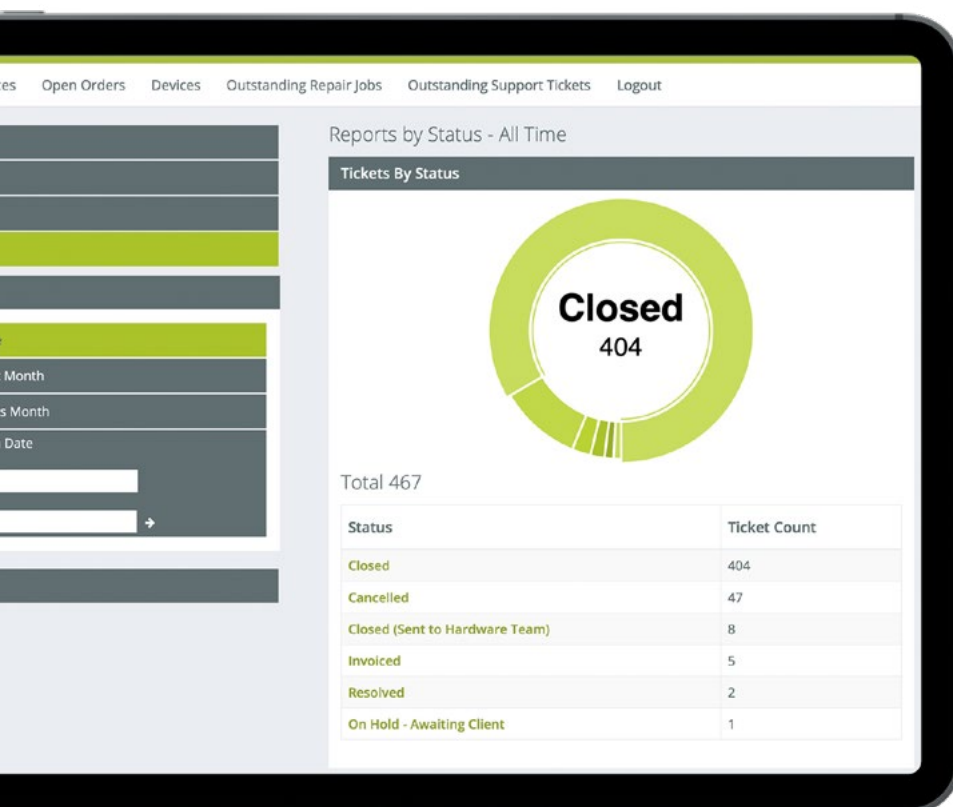 Open Orders Devices Outstanding Repair Jobs Outstanding Support Tickets Logout
Reports by Status - All Time
Tickets By Status
Closed
404
Month
Month
Date
Total 467
Status Ticket Count
Closed 404
Cancelled 47
Closed (Sent to Hardware Team) 8
Invoiced 5
Resolved 2
On Hold - Awaiting Client 1